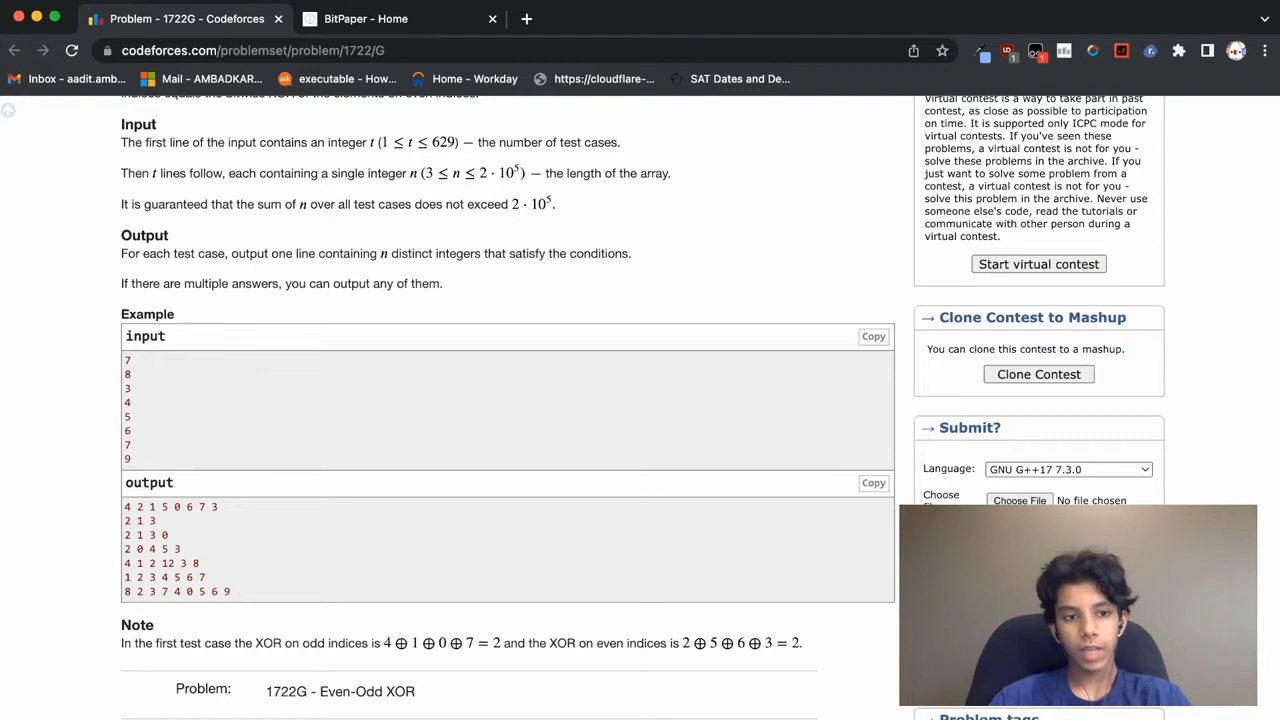 Problem - 1722G - Codeforces
BitPaper - Home
codeforces.com/problemset/problem/1722/G
1
1
Inbox - aadit.amb...
Mail - AMBADKAR...
ask
executable - How...
Home - Workday
https://cloudflare-...
SAT Dates and De...
Input
The first line of the input contains an integer t (1 ≤ t ≤ 629) — the number of test cases.
Then t lines follow, each containing a single integer n (3 ≤ n ≤ 2 · 10⁵) — the length of the array.
It is guaranteed that the sum of n over all test cases does not exceed 2 · 10⁵.
Output
For each test case, output one line containing n distinct integers that satisfy the conditions.
If there are multiple answers, you can output any of them.
Example
input
Copy
7
8
3
4
5
6
7
9
output
Copy
4 2 1 5 0 6 7 3
2 1 3
2 1 3 0
2 0 4 5 3
4 1 2 12 3 8
1 2 3 4 5 6 7
8 2 3 7 4 0 5 6 9
Note
In the first test case the XOR on odd indices is 4 ⊕ 1 ⊕ 0 ⊕ 7 = 2 and the XOR on even indices is 2 ⊕ 5 ⊕ 6 ⊕ 3 = 2.
Problem:
1722G - Even-Odd XOR
Virtual contest is a way to take part in past
contest, as close as possible to participation
on time. It is supported only ICPC mode for
virtual contests. If you've seen these
problems, a virtual contest is not for you -
solve these problems in the archive. If you
just want to solve some problem from a
contest, a virtual contest is not for you -
solve this problem in the archive. Never use
someone else's code, read the tutorials or
communicate with other person during a
virtual contest.
Start virtual contest
→ Clone Contest to Mashup
You can clone this contest to a mashup.
Clone Contest
→ Submit?
Language:
GNU G++17 7.3.0
Choose
Choose File
No file chosen